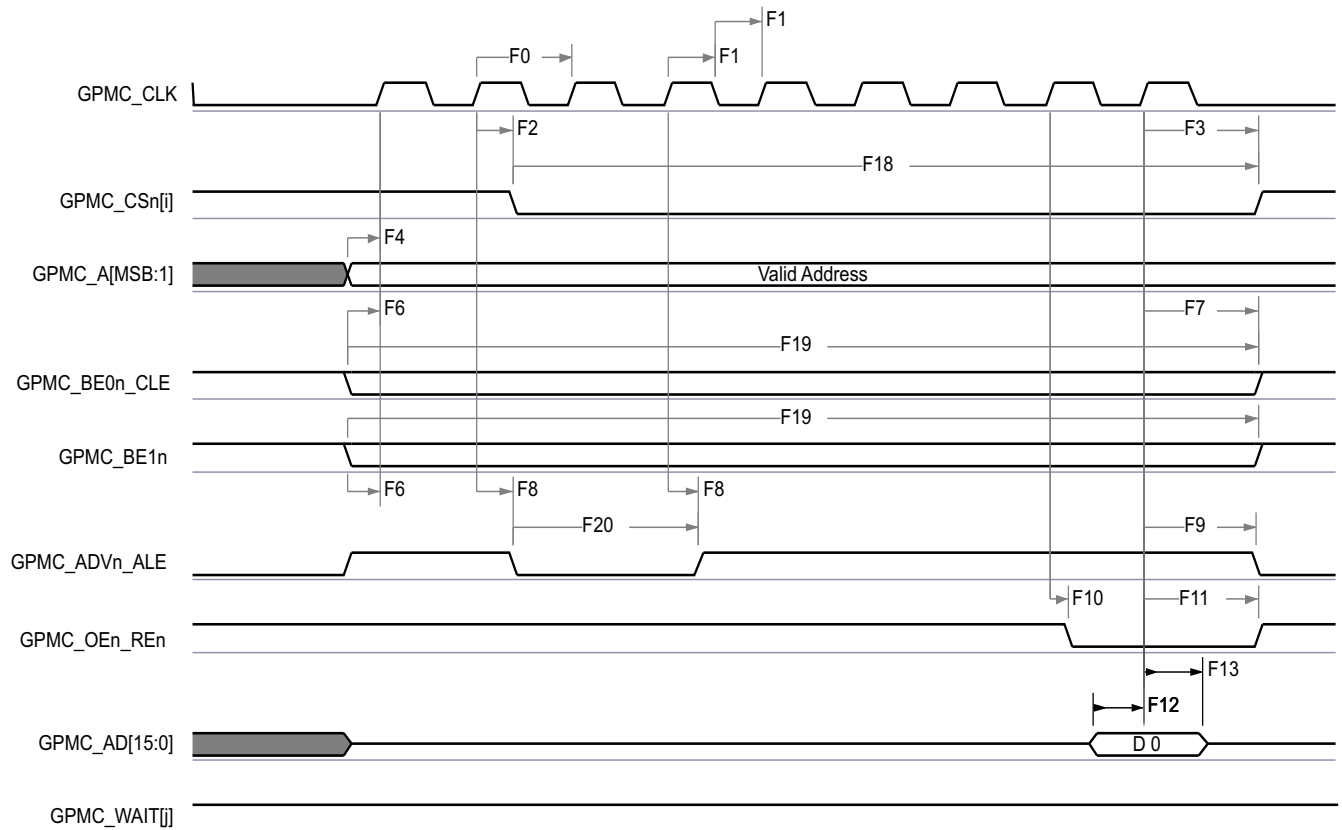 F1
F0
F1
GPMC_CLK
F2
F3
F18
GPMC_CSn[i]
F4
GPMC_A[MSB:1]
Valid Address
F6
F7
F19
GPMC_BE0n_CLE
F19
GPMC_BE1n
F6
F8
F8
F20
F9
GPMC_ADVn_ALE
F10
F11
GPMC_OEn_REn
F13
F12
GPMC_AD[15:0]
D 0
GPMC_WAIT[j]